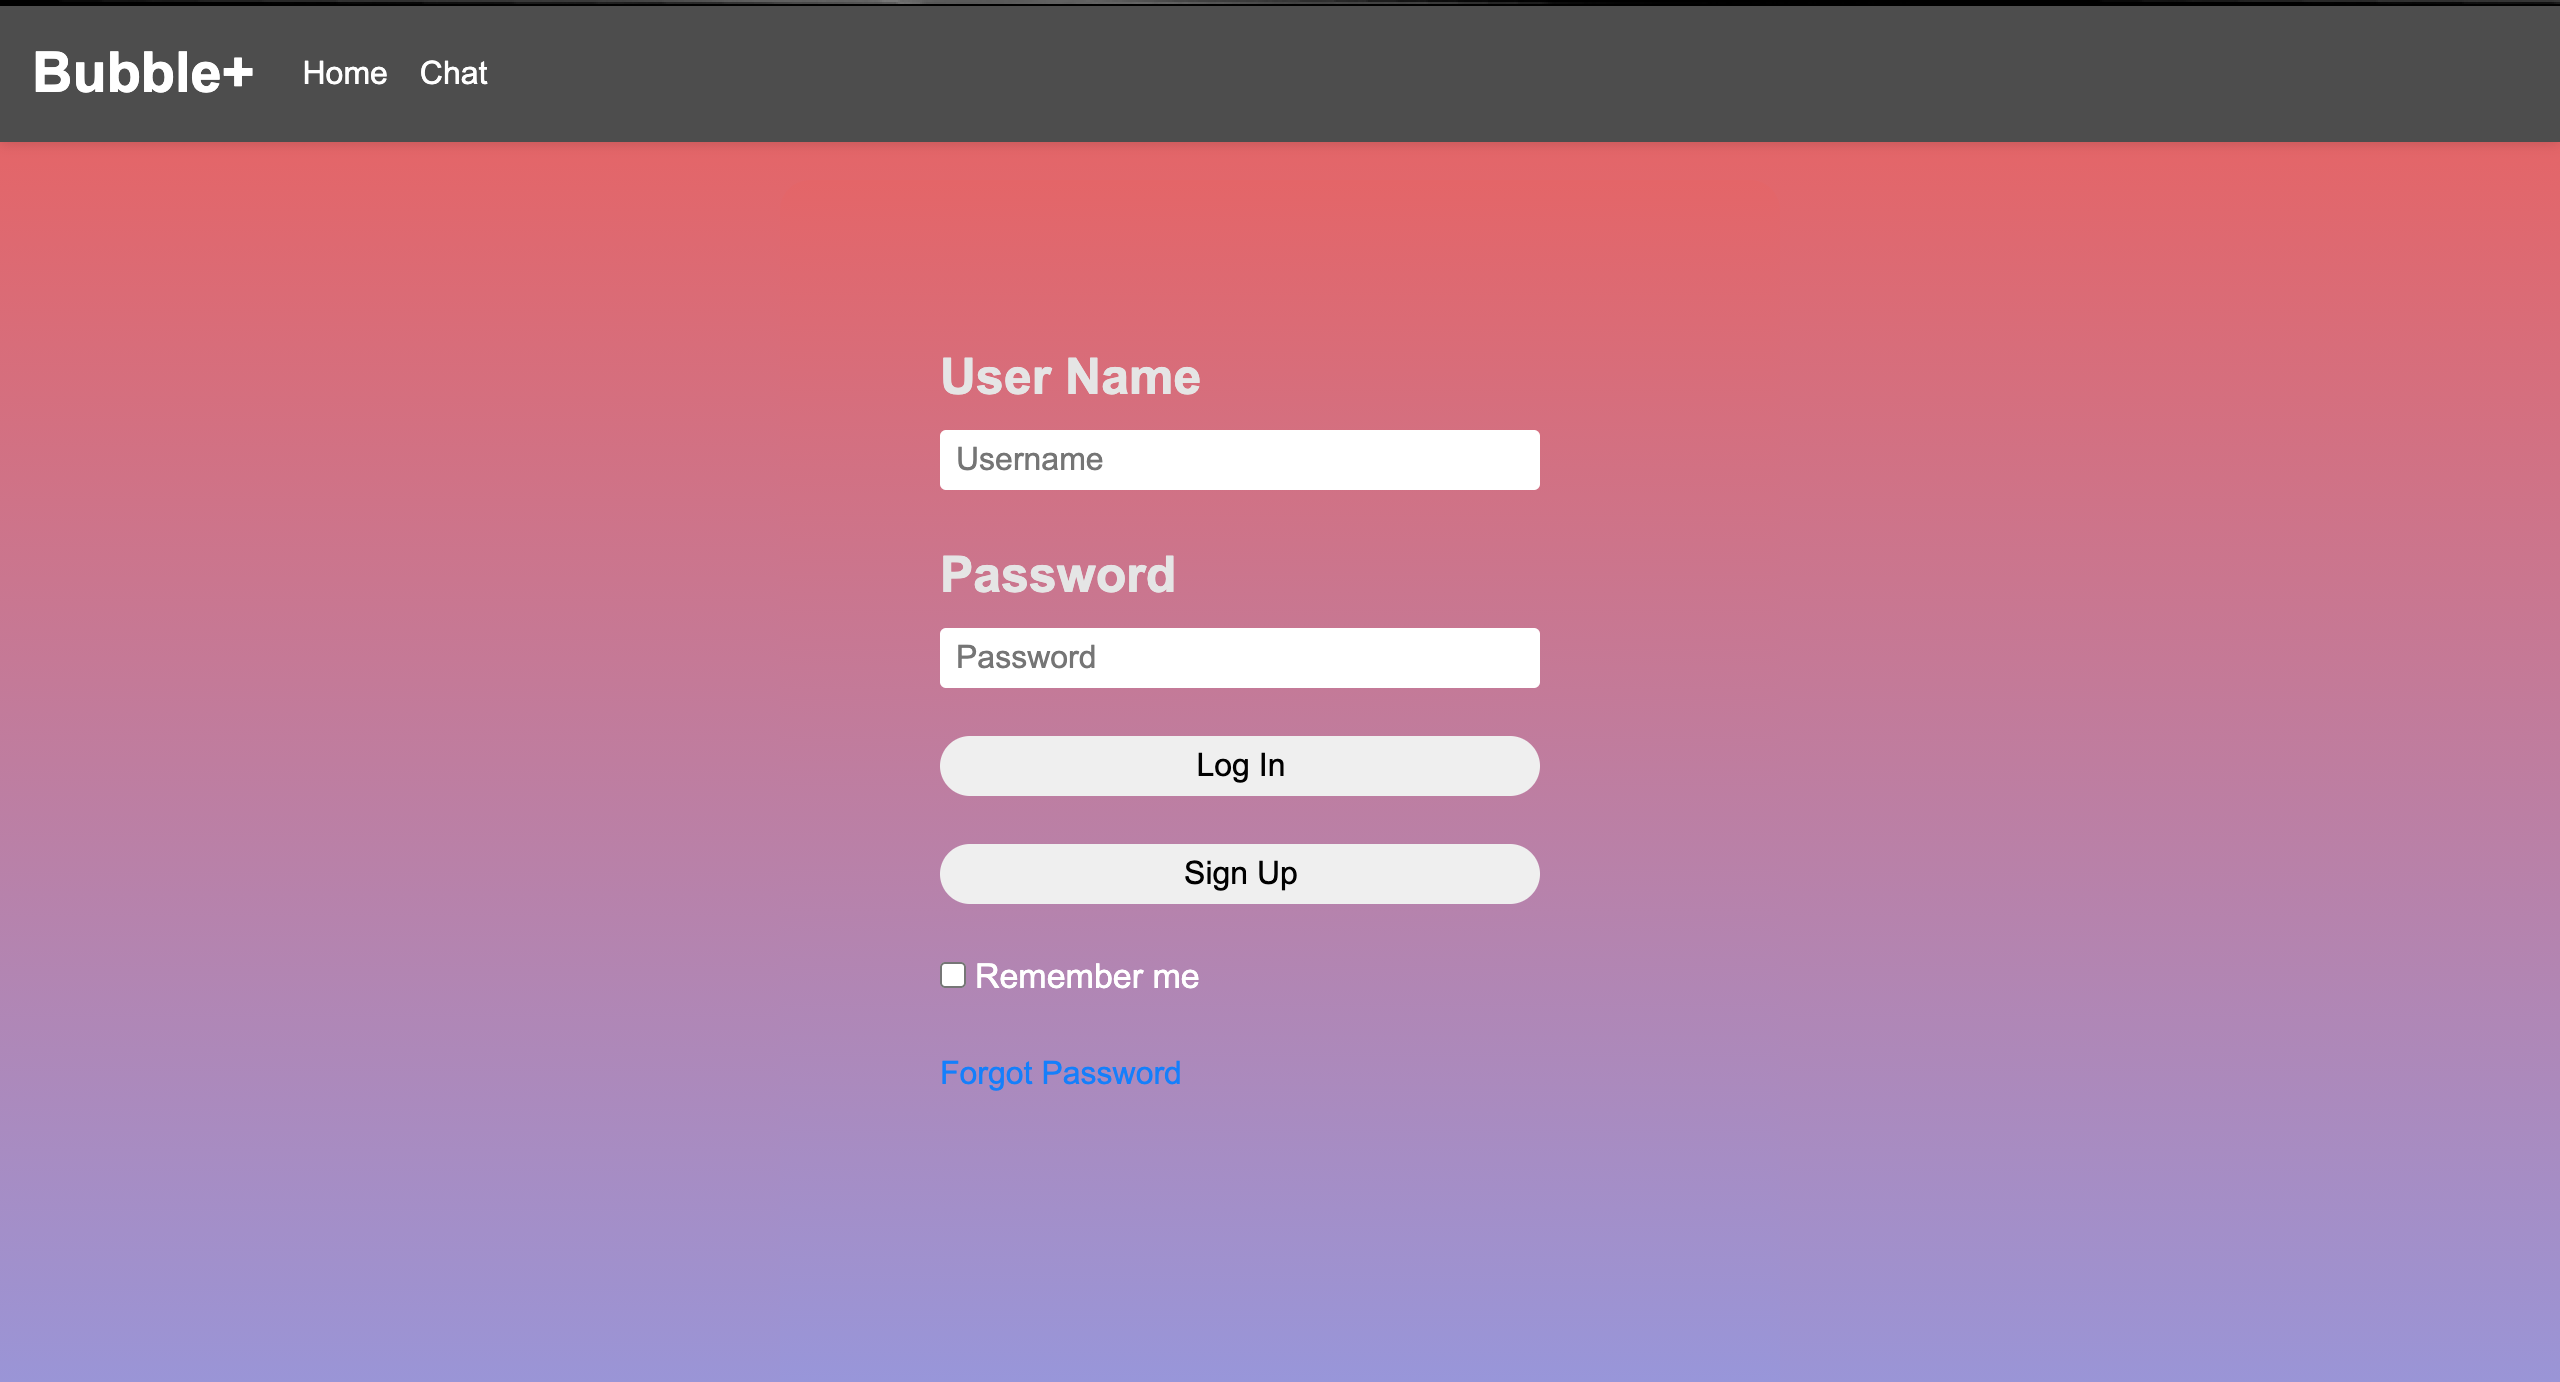 Bubble+ Home Chat
User Name
Username
Password
Password
Log In
Sign Up
Remember me
Forgot Password